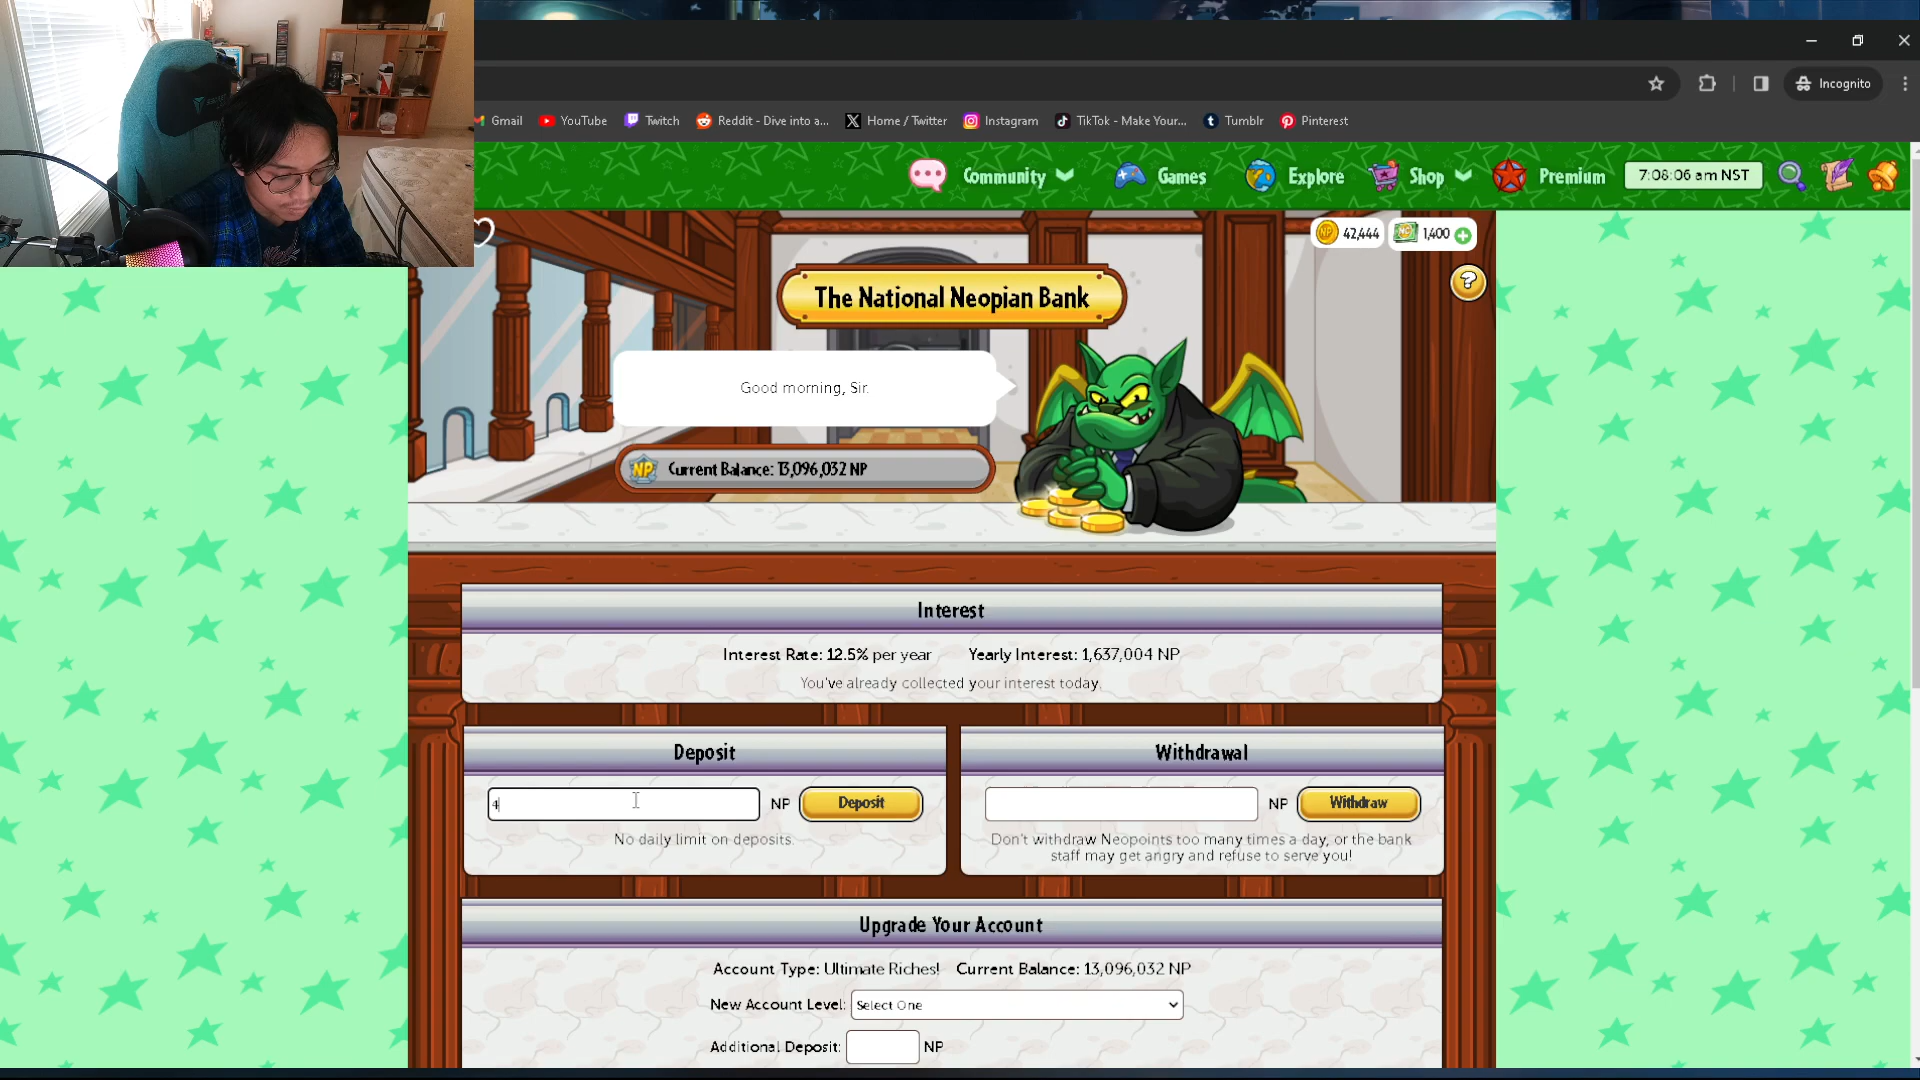 Incognito
Gmail YouTube Twitch Reddit - Dive into a... Home / Twitter Instagram TikTok - Make Your... Tumblr Pinterest
Community Games Explore Shop Premium 7:08:06 am NST
NP 42,444 NC 1,400
The National Neopian Bank
?
Good morning, Sir.
NP Current Balance: 13,096,032 NP
Interest
Interest Rate: 12.5% per year Yearly Interest: 1,637,004 NP
You've already collected your interest today.
Deposit Withdrawal
4 NP Deposit NP Withdraw
No daily limit on deposits.
Don't withdraw Neopoints too many times a day, or the bank
staff may get angry and refuse to serve you!
Upgrade Your Account
Account Type: Ultimate Riches! Current Balance: 13,096,032 NP
New Account Level: Select One
Additional Deposit: NP